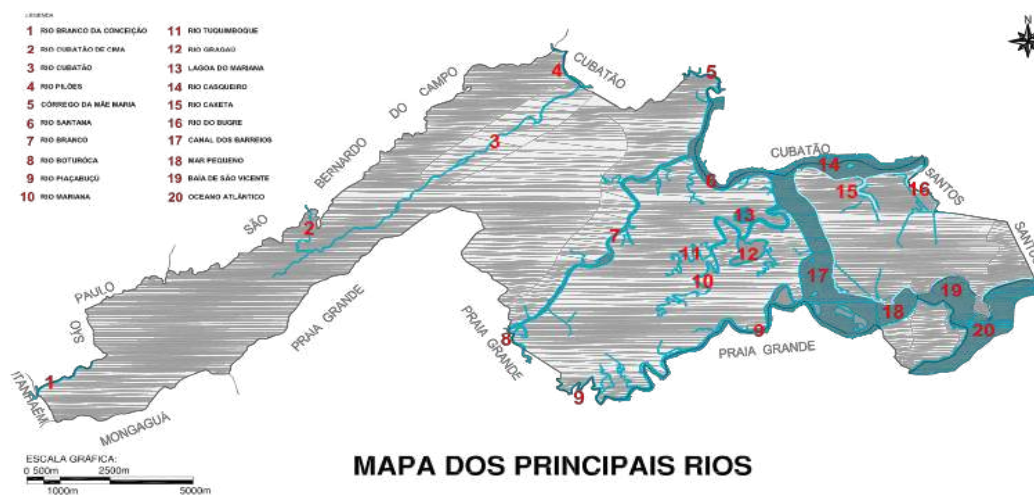 LEGENDA
1 RIO BRANCO DA CONCEIÇÃO
2 RIO CUBATÃO DE CIMA
3 RIO CUBATÃO
4 RIO PILÕES
5 CÓRREGO DA MÃE MARIA
6 RIO SANTANA
7 RIO BRANCO
8 RIO BOTURÓCA
9 RIO PIAÇABUÇÚ
10 RIO MARIANA
11 RIO TUQUIMBOQUE
12 RIO GRAGAÚ
13 LAGOA DO MARIANA
14 RIO CASQUEIRO
15 RIO CAXETA
16 RIO DO BUGRE
17 CANAL DOS BARREIOS
18 MAR PEQUENO
19 BAÍA DE SÃO VICENTE
20 OCEANO ATLÂNTICO
N
4
CUBATÃO
5
SÃO BERNARDO DO CAMPO
3
CUBATÃO
14
6
15
16
SANTOS
2
13
7
11
12
SANTOS
10
17
19
SÃO PAULO
PRAIA GRANDE
18
20
8
PRAIA GRANDE
9
PRAIA GRANDE
1
ITANHAÉM
9
MONGAGUÁ
ESCALA GRÁFICA:
0 500m 2500m
1000m 5000m
MAPA DOS PRINCIPAIS RIOS